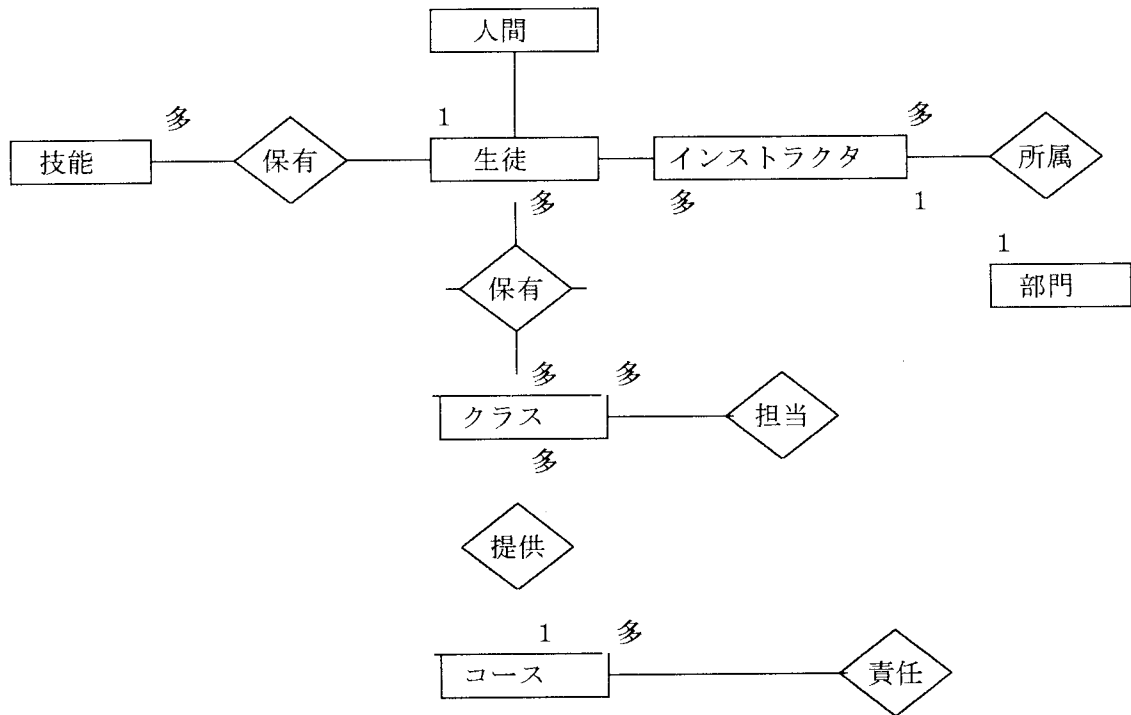 人間
多 1 多
技能 保有 生徒 インストラクタ 所属
多 多 1
1
保有 部門
多 多
クラス 担当
多
提供
1 多
コース 責任